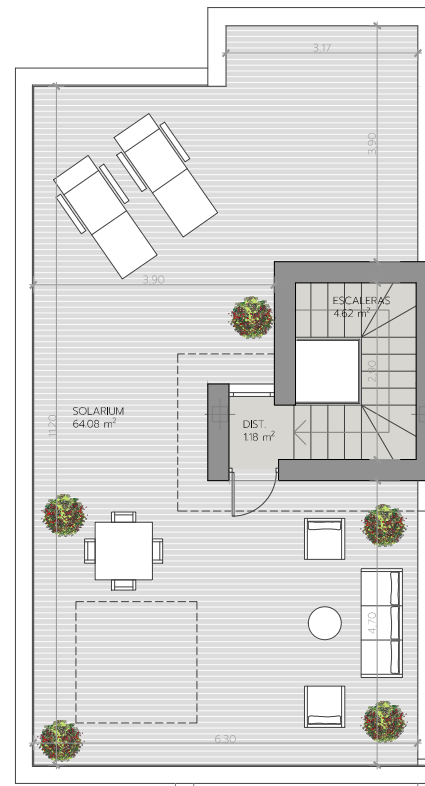 3.17
3.90
3.90
ESCALERAS
4.62 m²
2.90
SOLARIUM
64.08 m²
11.20
DIST.
1.18 m²
4.70
6.30